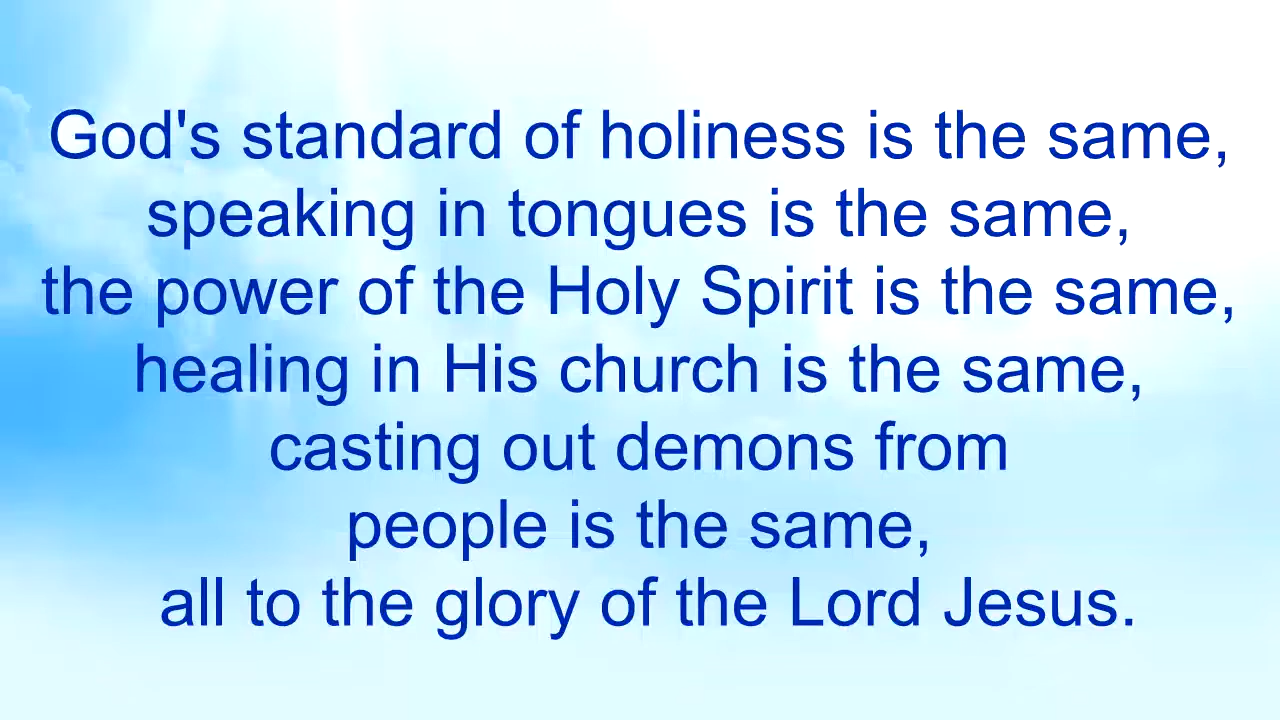 God's standard of holiness is the same,
speaking in tongues is the same,
the power of the Holy Spirit is the same,
healing in His church is the same,
casting out demons from
people is the same,
all to the glory of the Lord Jesus.